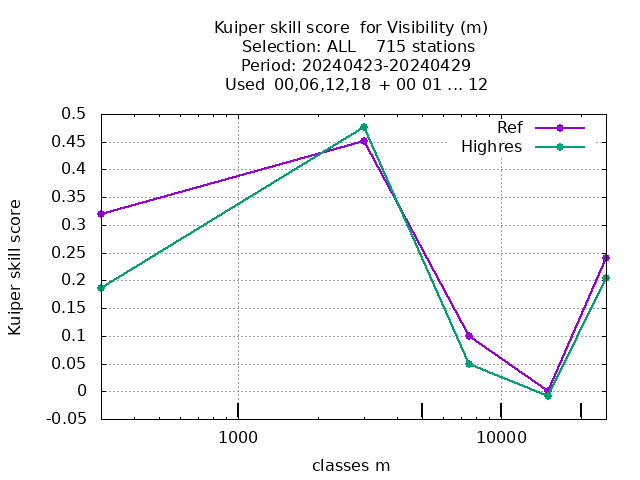 Kuiper skill score  for Visibility (m)
Selection: ALL    715 stations
Period: 20240423-20240429
Used  00,06,12,18  + 00 01 ... 12
0.5
0.45
0.4
0.35
0.3
0.25
0.2
0.15
0.1
0.05
0
-0.05
Kuiper skill score
Ref
Highres
1000
10000
classes m